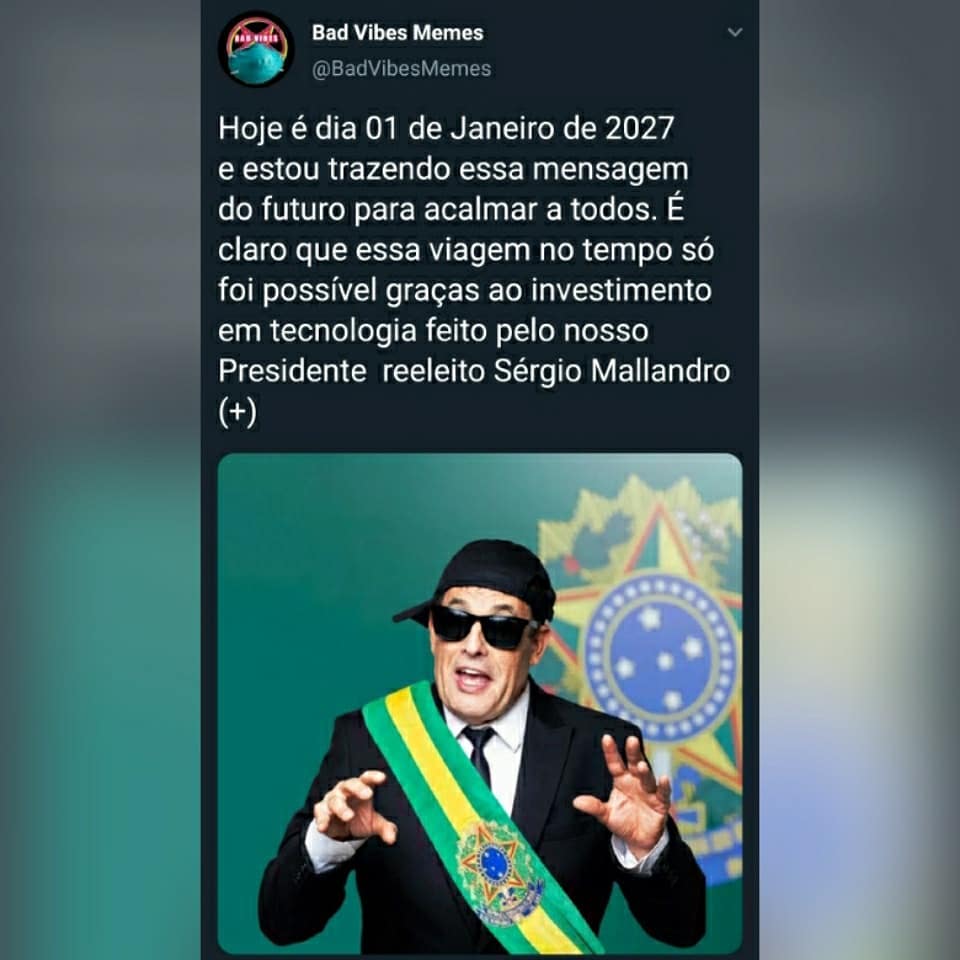 BAD VIBES
Bad Vibes Memes
@BadVibesMemes
Hoje é dia 01 de Janeiro de 2027
e estou trazendo essa mensagem
do futuro para acalmar a todos. É
claro que essa viagem no tempo só
foi possível graças ao investimento
em tecnologia feito pelo nosso
Presidente  reeleito Sérgio Mallandro
(+)